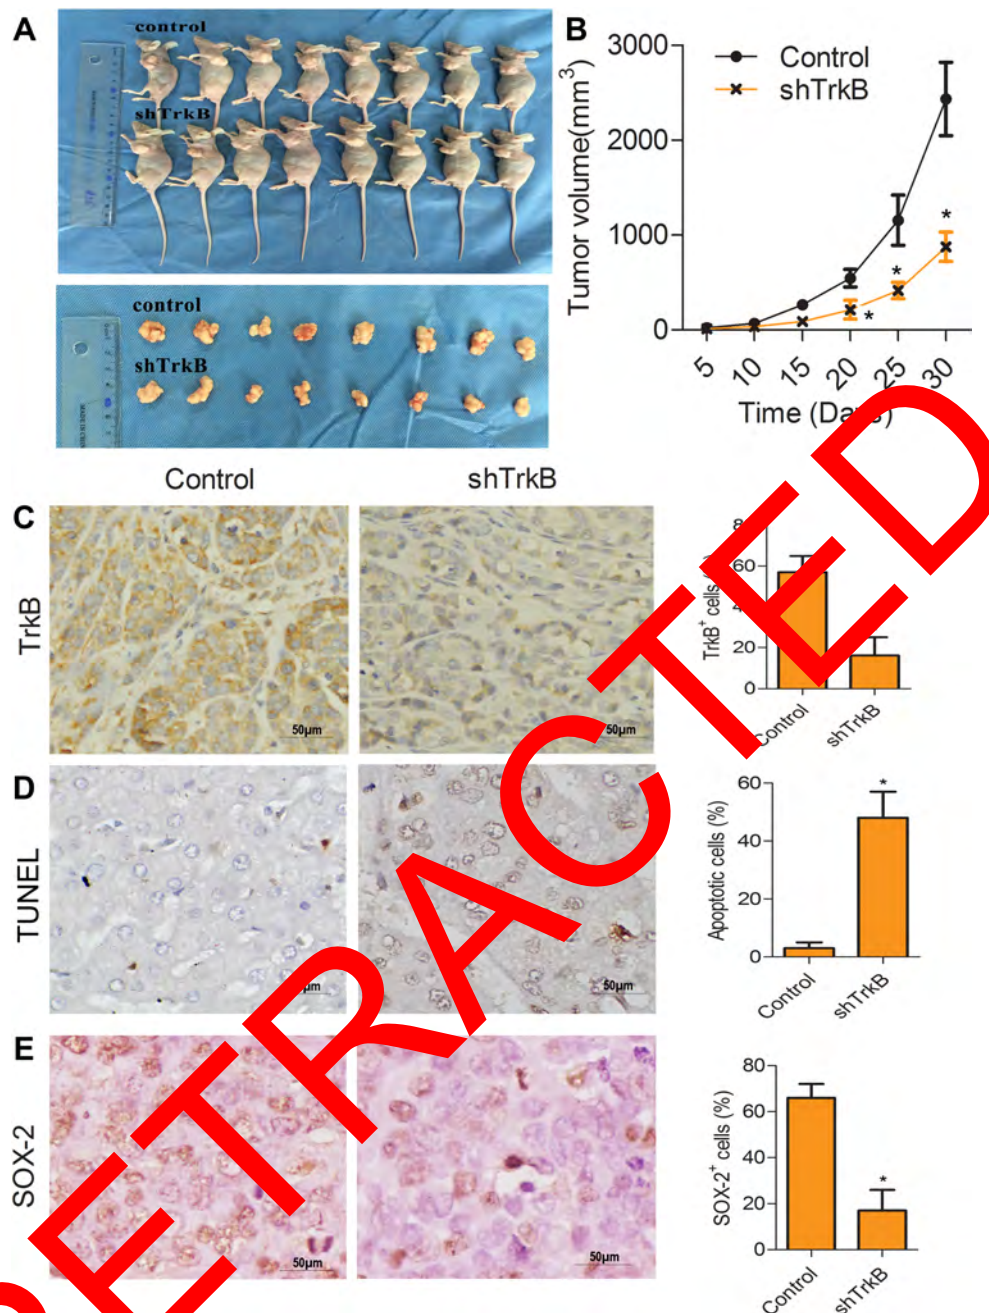 A
control
shTrkB
control
shTrkB
B
Control
shTrkB
Tumor volume(mm³)
3000
2000
1000
0
5
10
15
20
25
30
*
*
*
Time (Days)
Control
shTrkB
C
TrkB
50μm
50μm
TrkB⁺ cells
60
20
0
Control
shTrkB
D
TUNEL
μm
50μm
Apoptotic cells (%)
60
40
20
0
*
Control
shTrkB
E
SOX-2
50μm
50μm
SOX-2⁺ cells (%)
80
60
40
20
0
*
Control
shTrkB
RETRACTED